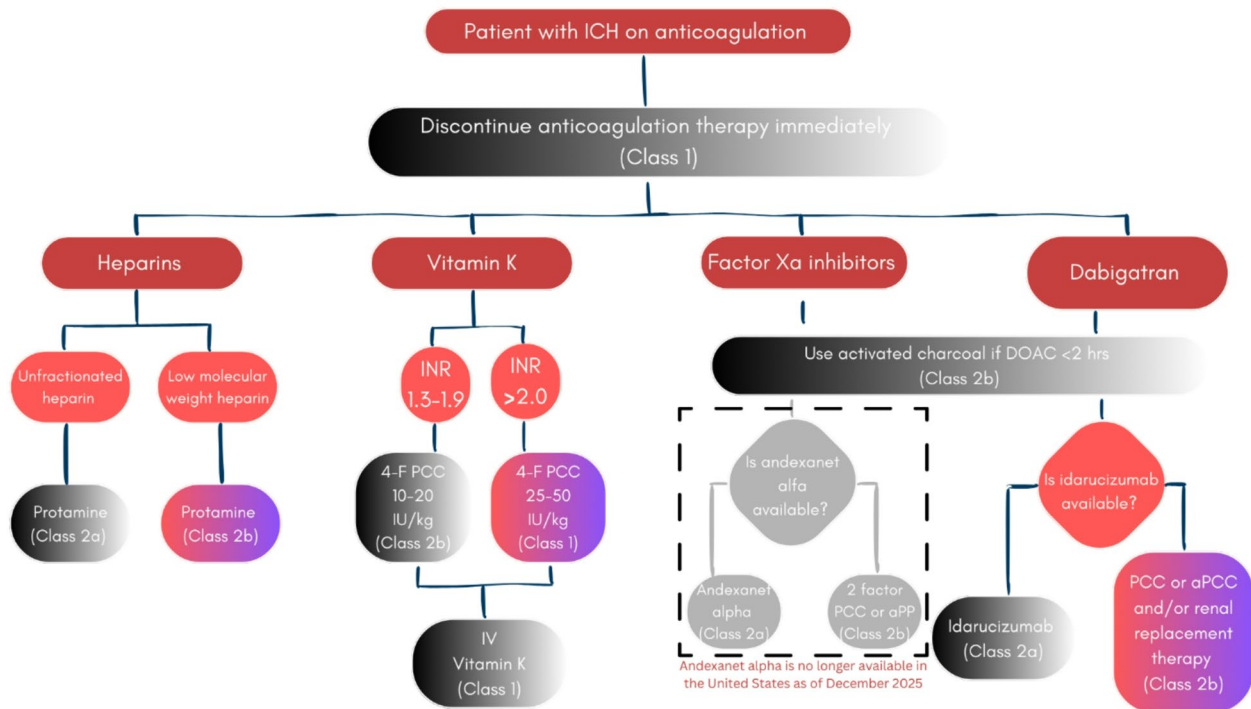 Patient with ICH on anticoagulation
Discontinue anticoagulation therapy immediately
(Class 1)
Heparins
Vitamin K
Factor Xa inhibitors
Dabigatran
Unfractionated
heparin
Low molecular
weight heparin
INR
1.3-1.9
INR
>2.0
Use activated charcoal if DOAC <2 hrs
(Class 2b)
Protamine
(Class 2a)
Protamine
(Class 2b)
4-F PCC
10-20
IU/kg
(Class 2b)
4-F PCC
25-50
IU/kg
(Class 1)
IV
Vitamin K
(Class 1)
Is andexanet
alfa
available?
Andexanet
alpha
(Class 2a)
2 factor
PCC or aPP
(Class 2b)
Andexanet alpha is no longer available in
the United States as of December 2025
Is idarucizumab
available?
Idarucizumab
(Class 2a)
PCC or aPCC
and/or renal
replacement
therapy
(Class 2b)